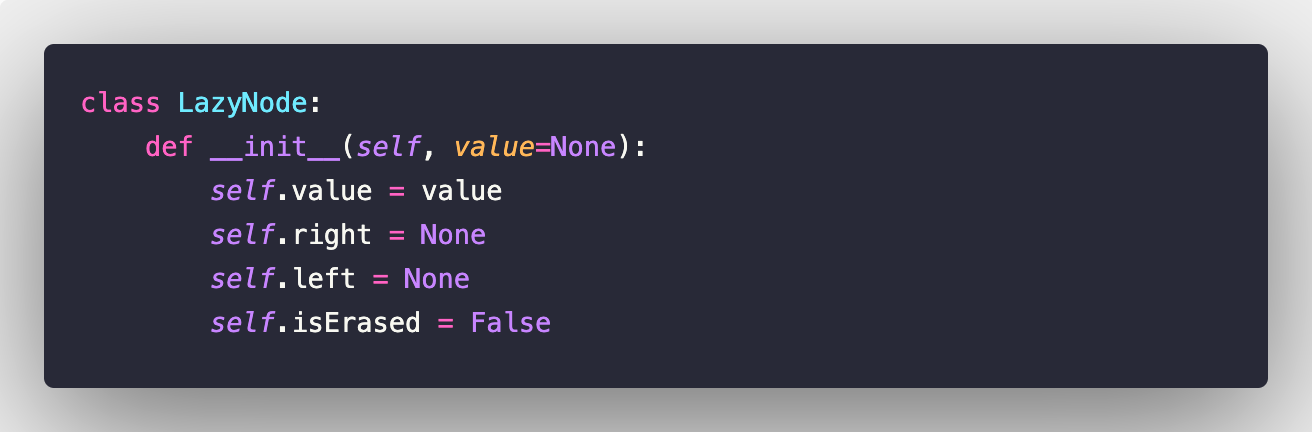 class LazyNode:
    def __init__(self, value=None):
        self.value = value
        self.right = None
        self.left = None
        self.isErased = False